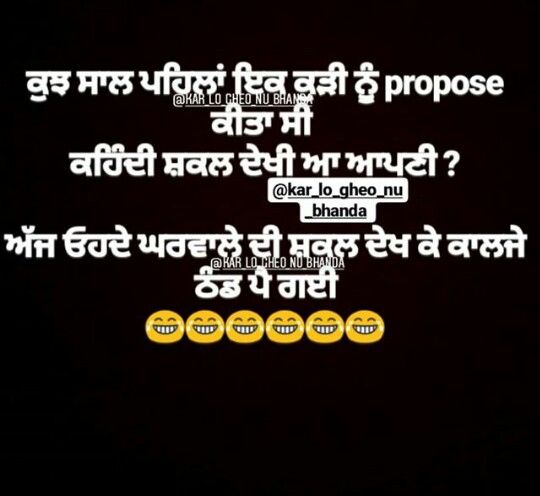 ਕੁਝ ਸਾਲ ਪਹਿਲਾਂ ਇਕ ਕੁੜੀ ਨੂੰ propose
@KAR_LO_GHEO_NU_BHANDA
ਕੀਤਾ ਸੀ
ਕਹਿੰਦੀ ਸ਼ਕਲ ਦੇਖੀ ਆ ਆਪਣੀ ?
@kar_lo_gheo_nu
_bhanda
ਅੱਜ ਓਹਦੇ ਘਰਵਾਲੇ ਦੀ ਸ਼ਕਲ ਦੇਖ ਕੇ ਕਾਲਜੇ
@KAR_LO_GHEO_NU_BHANDA
ਠੰਡ ਪੈ ਗਈ
😂😂😂😂😂😂